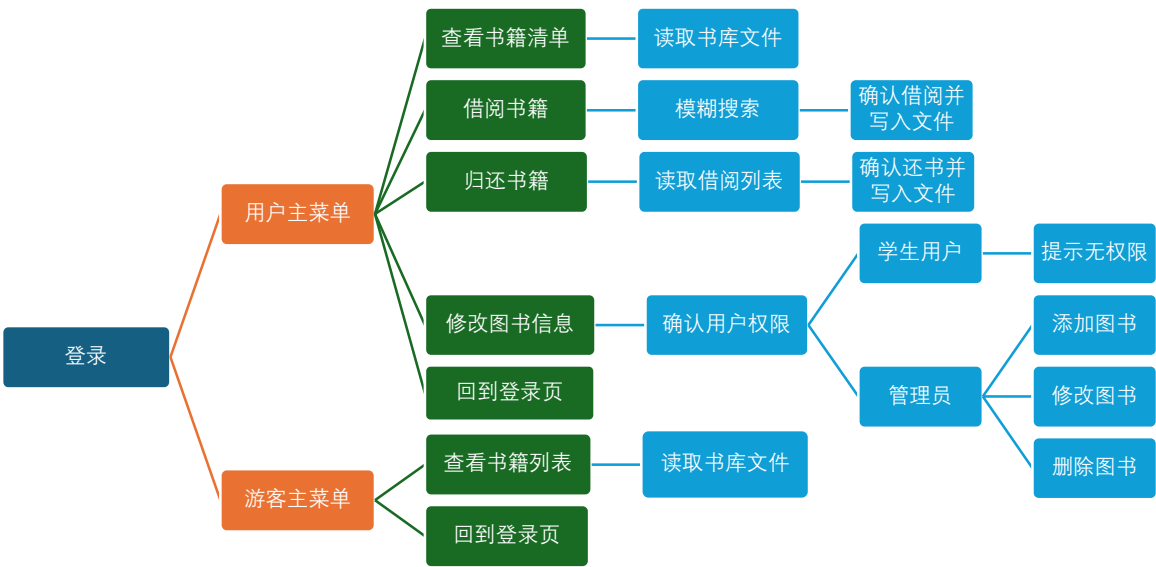 查看书籍清单
读取书库文件
借阅书籍
模糊搜索
确认借阅并
写入文件
归还书籍
读取借阅列表
确认还书并
写入文件
用户主菜单
学生用户
提示无权限
修改图书信息
确认用户权限
添加图书
登录
管理员
修改图书
回到登录页
查看书籍列表
读取书库文件
删除图书
游客主菜单
回到登录页